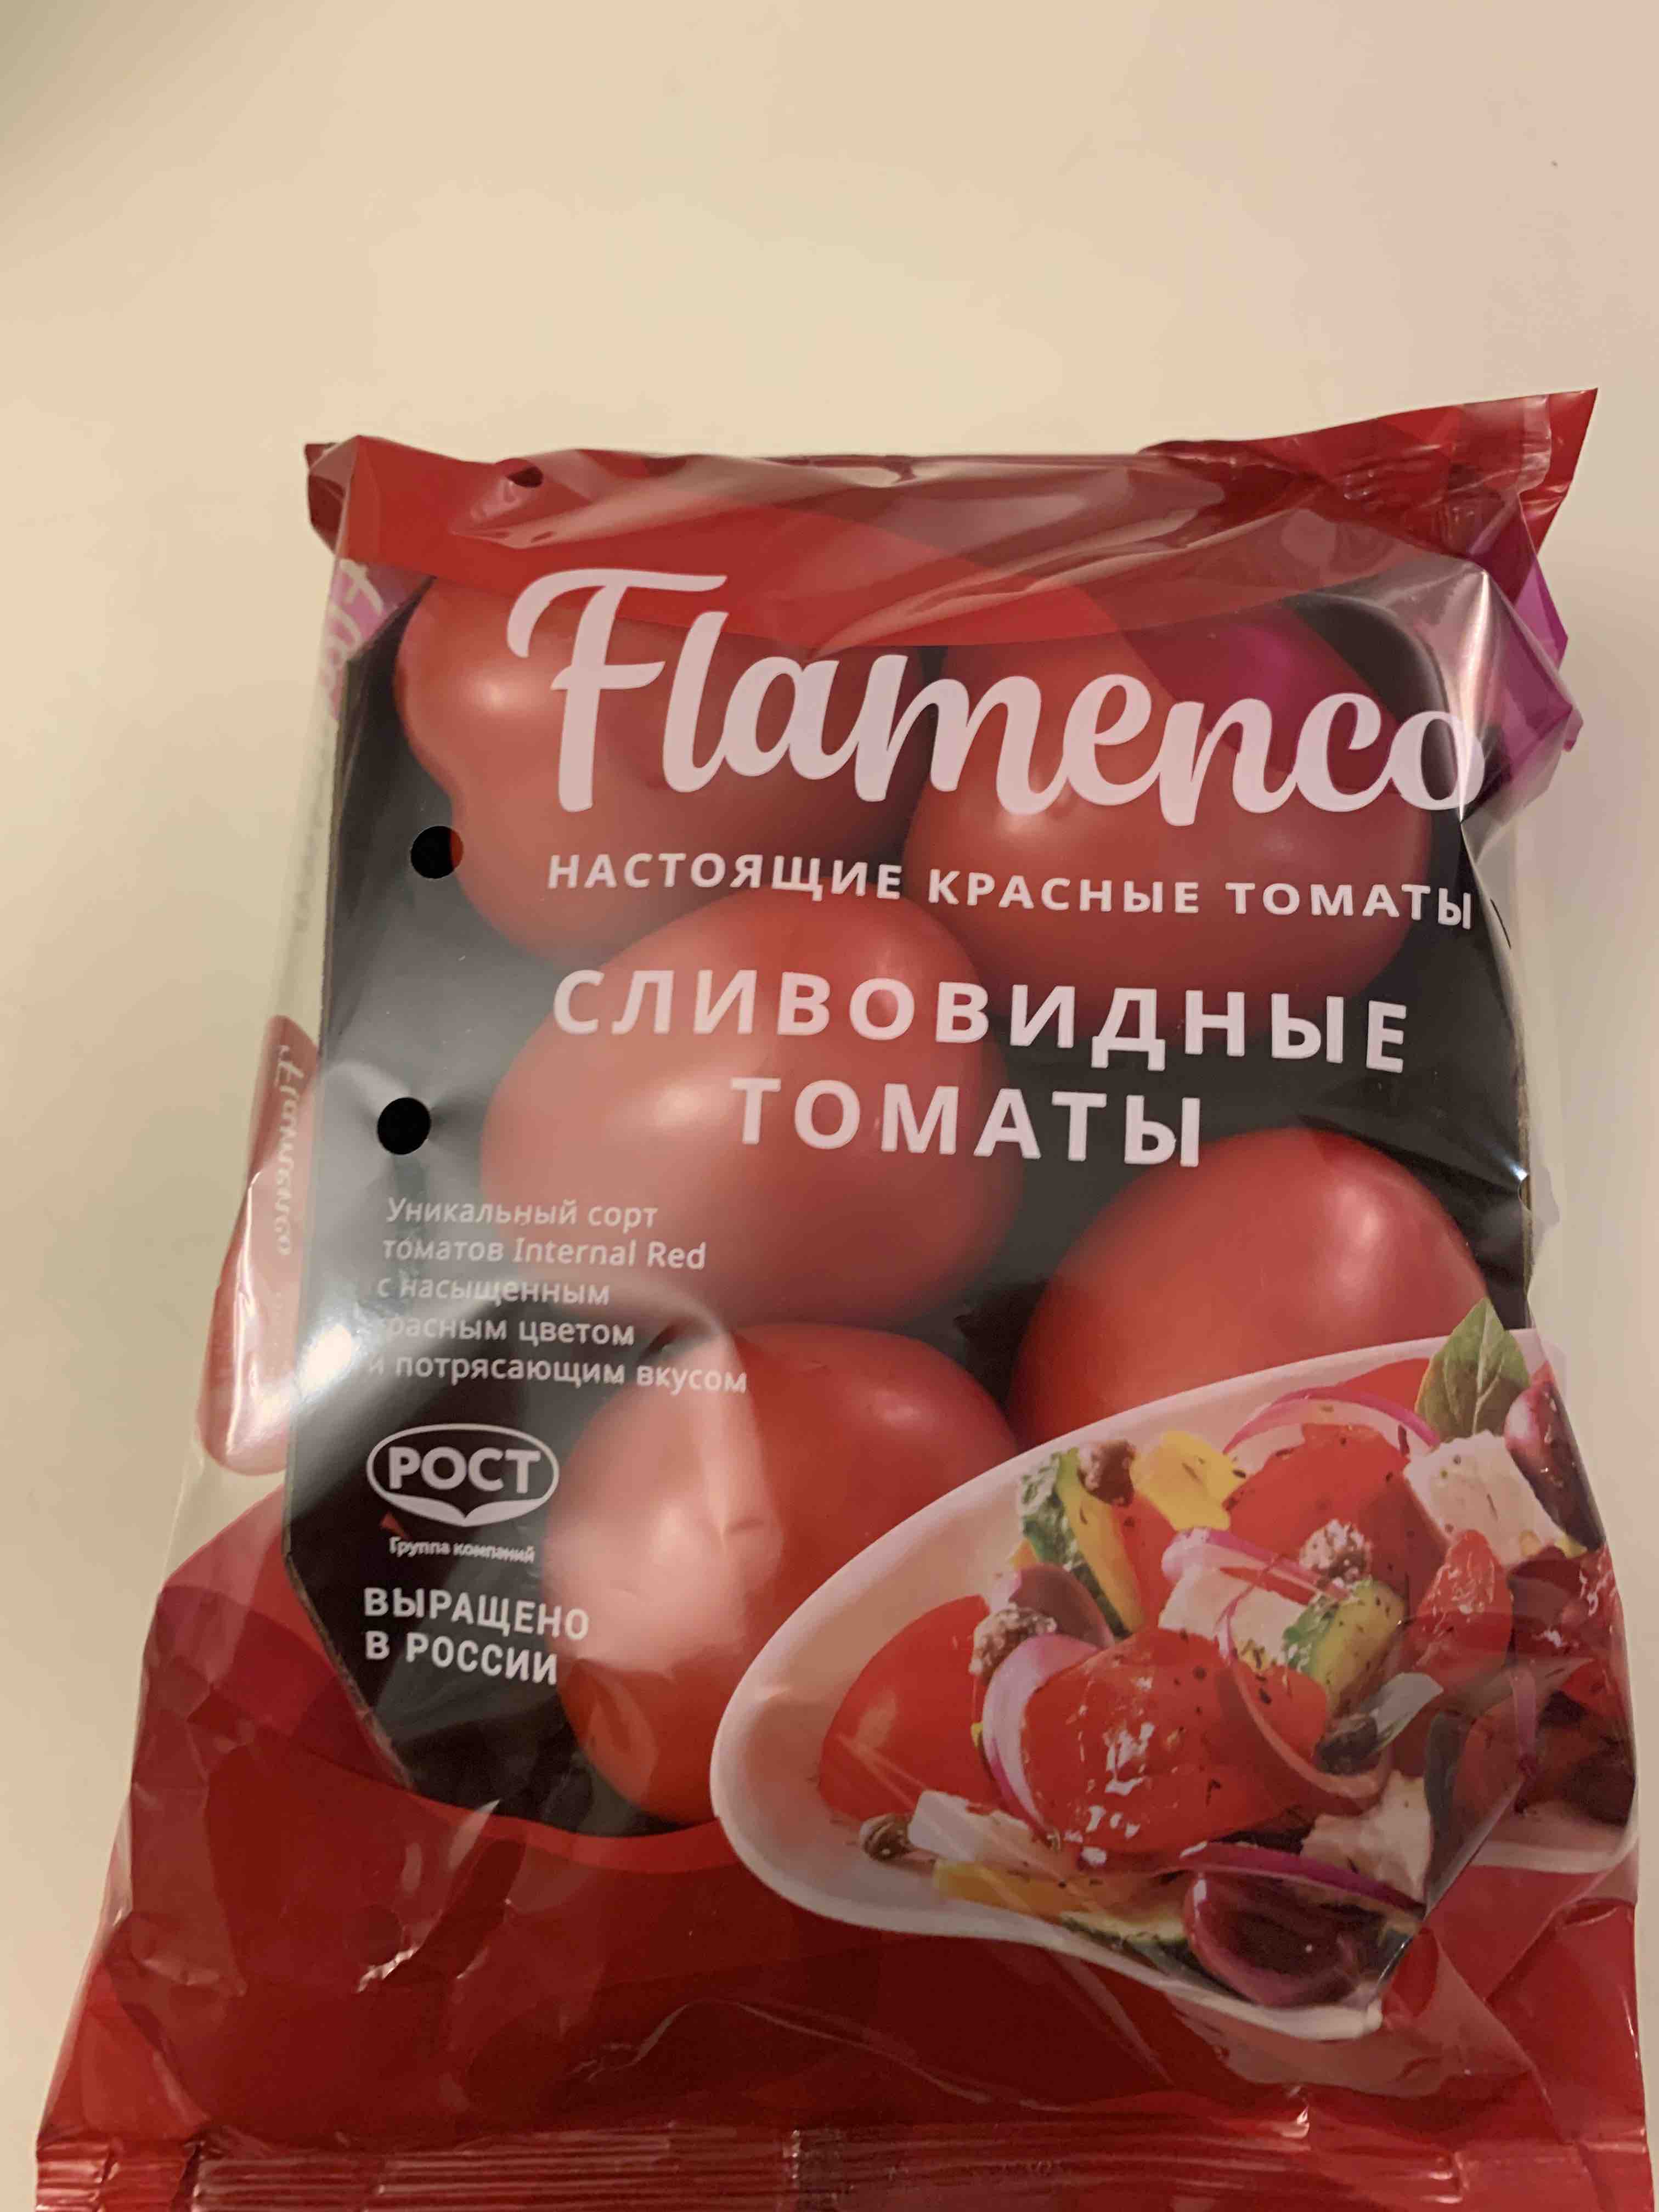 Flamenco
НАСТОЯЩИЕ КРАСНЫЕ ТОМАТЫ
СЛИВОВИДНЫЕ
ТОМАТЫ
Уникальный сорт
томатов Internal Red
с насыщенным
красным цветом
и потрясающим вкусом
РОСТ
Группа компаний
ВЫРАЩЕНО
В РОССИИ
Flamenco